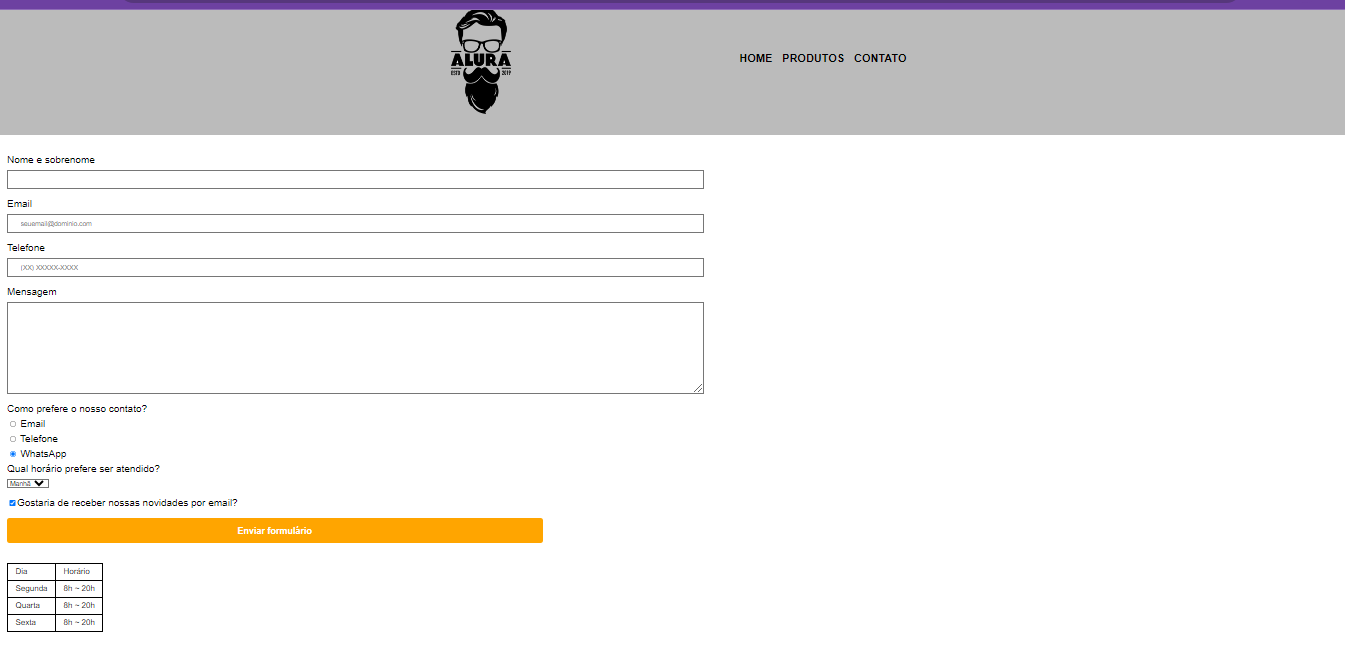 ALURA
ESTD 2019
HOME PRODUTOS CONTATO
Nome e sobrenome
Email
seuemail@dominio.com
Telefone
(XX) XXXXX-XXXX
Mensagem
Como prefere o nosso contato?
Email
Telefone
WhatsApp
Qual horário prefere ser atendido?
Manhã
Gostaria de receber nossas novidades por email?
Enviar formulário
Dia Horário
Segunda 8h ~ 20h
Quarta 8h ~ 20h
Sexta 8h ~ 20h